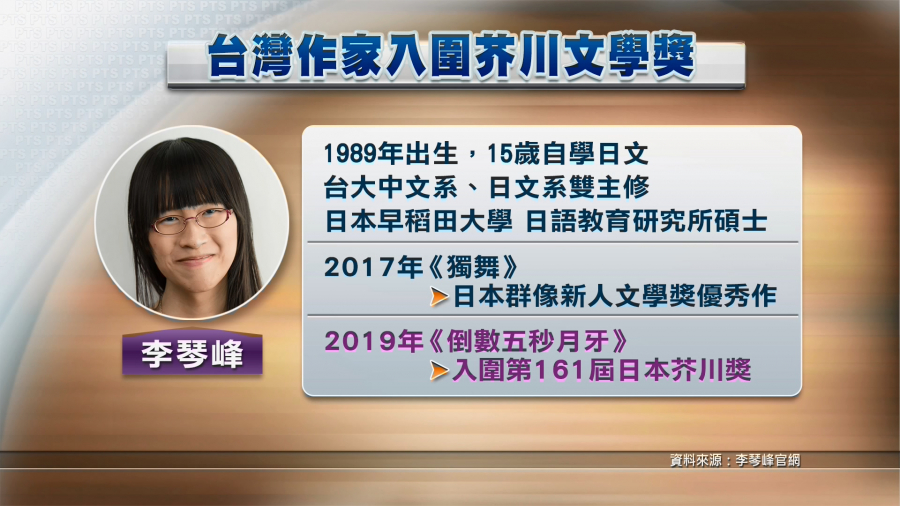 PTS PTS PTS PTS PTS
台灣作家入圍芥川文學獎
1989年出生，15歲自學日文
台大中文系、日文系雙主修
日本早稻田大學 日語教育研究所碩士
2017年《獨舞》
➤日本群像新人文學獎優秀作
2019年《倒數五秒月牙》
➤入圍第161屆日本芥川獎
李琴峰
資料來源：李琴峰官網